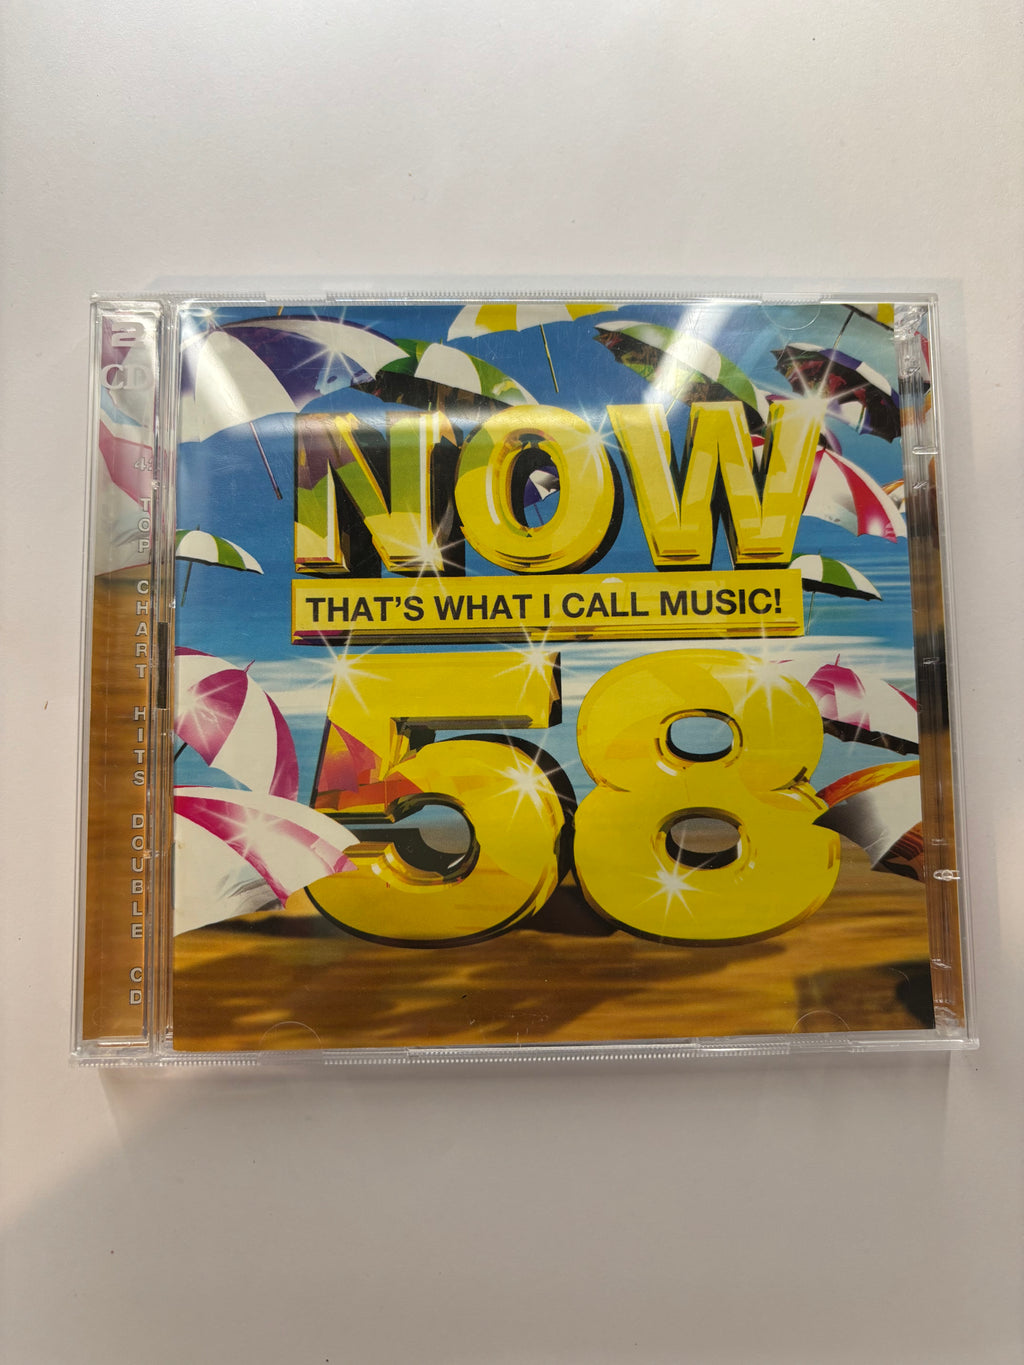 2
CD
TOP CHART HITS DOUBLE CD
NOW
THAT'S WHAT I CALL MUSIC!
58